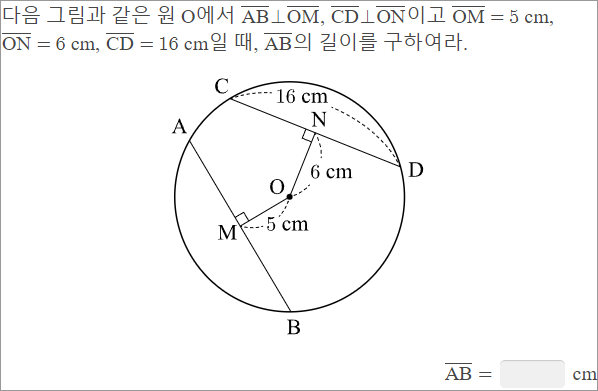 다음 그림과 같은 원 O에서 AB⊥OM, CD⊥ON이고 OM = 5 cm,
ON = 6 cm, CD = 16 cm일 때, AB의 길이를 구하여라.
C
16 cm
A
N
D
6 cm
O
M
5 cm
B
AB = cm